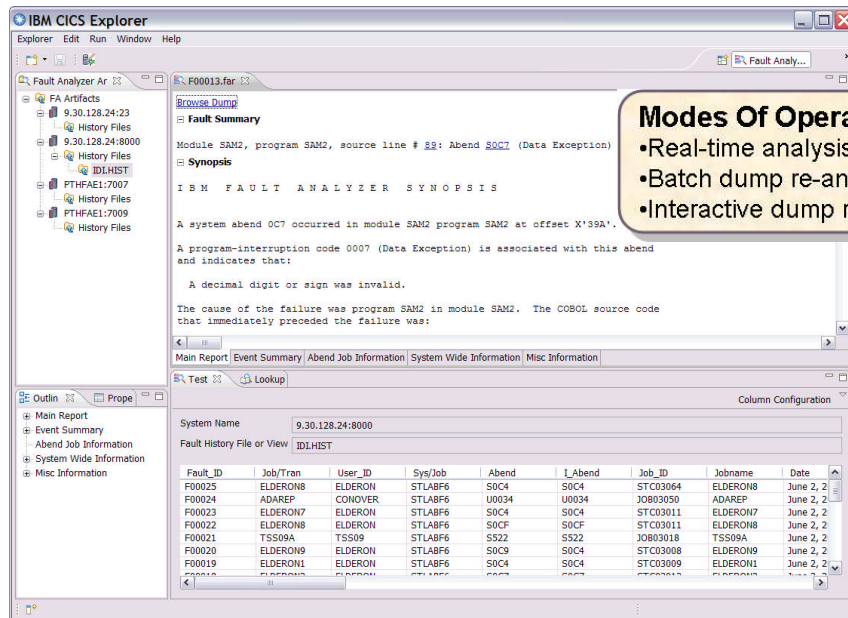 IBM CICS Explorer
Explorer Edit Run Window Help
Fault Analy...
Fault Analyzer Ar
FA Artifacts
9.30.128.24:23
History Files
9.30.128.24:8000
History Files
IDI.HIST
PTHFAE1:7007
History Files
PTHFAE1:7009
History Files
F00013.far
Browse Dump
Fault Summary
Module SAM2, program SAM2, source line # 89: Abend S0C7 (Data Exception)
Synopsis
I B M   F A U L T   A N A L Y Z E R   S Y N O P S I S
A system abend 0C7 occurred in module SAM2 program SAM2 at offset X'39A'.
A program-interruption code 0007 (Data Exception) is associated with this abend
and indicates that:
A decimal digit or sign was invalid.
The cause of the failure was program SAM2 in module SAM2. The COBOL source code
that immediately preceded the failure was:
Main Report Event Summary Abend Job Information System Wide Information Misc Information
Modes Of Opera
•Real-time analysis
•Batch dump re-an
•Interactive dump r
Outlin Prope
Main Report
Event Summary
Abend Job Information
System Wide Information
Misc Information
Test Lookup
Column Configuration
System Name 9.30.128.24:8000
Fault History File or View IDI.HIST
Fault_ID Job/Tran User_ID Sys/Job Abend I_Abend Job_ID Jobname Date
F00025 ELDERON8 ELDERON STLABF6 S0C4 S0C4 STC03064 ELDERON8 June 2, 2
F00024 ADAREP CONOVER STLABF6 U0034 U0034 JOB03050 ADAREP June 2, 2
F00023 ELDERON7 ELDERON STLABF6 S0C4 S0C4 STC03011 ELDERON7 June 2, 2
F00022 ELDERON8 ELDERON STLABF6 S0CF S0CF STC03011 ELDERON8 June 2, 2
F00021 TSS09A TSS09 STLABF6 S522 S522 JOB03018 TSS09A June 2, 2
F00020 ELDERON9 ELDERON STLABF6 S0C9 S0C4 STC03008 ELDERON9 June 2, 2
F00019 ELDERON1 ELDERON STLABF6 S0C4 S0C4 STC03009 ELDERON1 June 2, 2